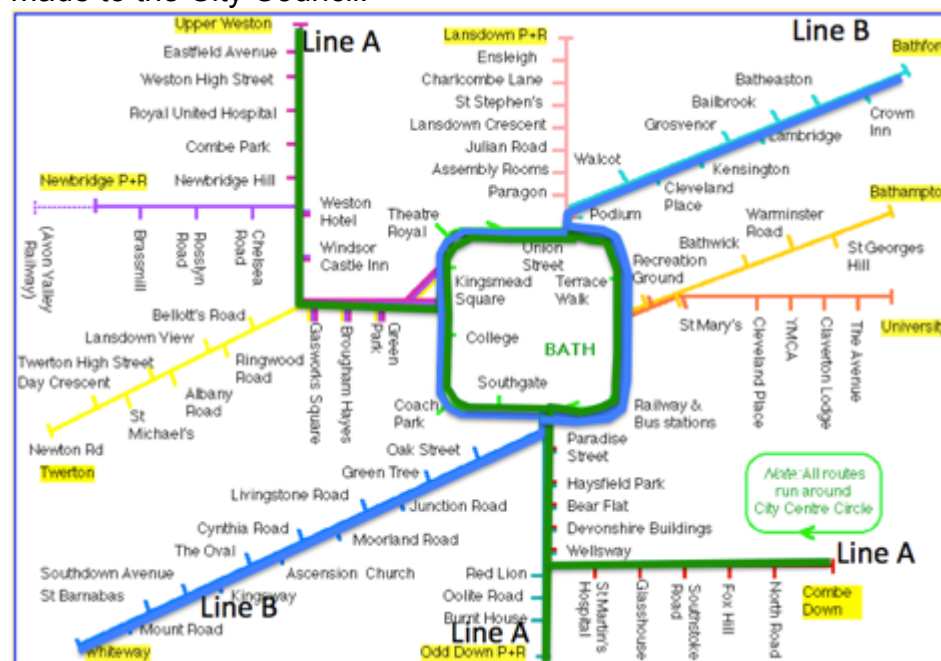 made to the City Council.
Upper Weston
Line A
Eastfield Avenue
Weston High Street
Royal United Hospital
Combe Park
Newbridge Hill
Newbridge P+R
(Avon Valley
Railway)
Brassmill
Rosslyn
Road
Chelsea
Road
Weston
Hotel
Windsor
Castle Inn
Lansdown P+R
Ensleigh
Charlcombe Lane
St Stephen's
Lansdown Crescent
Julian Road
Assembly Rooms
Paragon
Podium
Line B
Bathford
Batheaston
Bailbrook
Grosvenor
Walcot
Crown
Inn
Lambridge
Kensington
Cleveland
Place
Bathampton
Warminster
Road
Bathwick
Recreation
Ground
St Georges
Hill
St Mary's
Cleveland Place
YMCA
Claverton Lodge
The Avenue
University
Theatre
Royal
Union
Street
Kingsmead
Square
Terrace
Walk
College
BATH
Southgate
Coach
Park
Railway &
Bus stations
Gasworks Square
Brougham Hayes
Green
Park
Bellott's Road
Lansdown View
Twerton High Street
Day Crescent
Ringwood
Road
Albany
Road
St
Michael's
Newton Rd
Twerton
Oak Street
Green Tree
Livingstone Road
Junction Road
Cynthia Road
Moorland Road
The Oval
Ascension Church
Southdown Avenue
Kingsway
St Barnabas
Line B
Mount Road
Whiteway
Paradise
Street
Haysfield Park
Bear Flat
Devonshire Buildings
Wellsway
Note: All routes
run around
City Centre Circle
Line A
Red Lion
Oolite Road
Burnt House
Line A
Odd Down P+R
St Martin's
Hospital
Glasshouse
Southstoke
Road
Fox Hill
North Road
Combe
Down